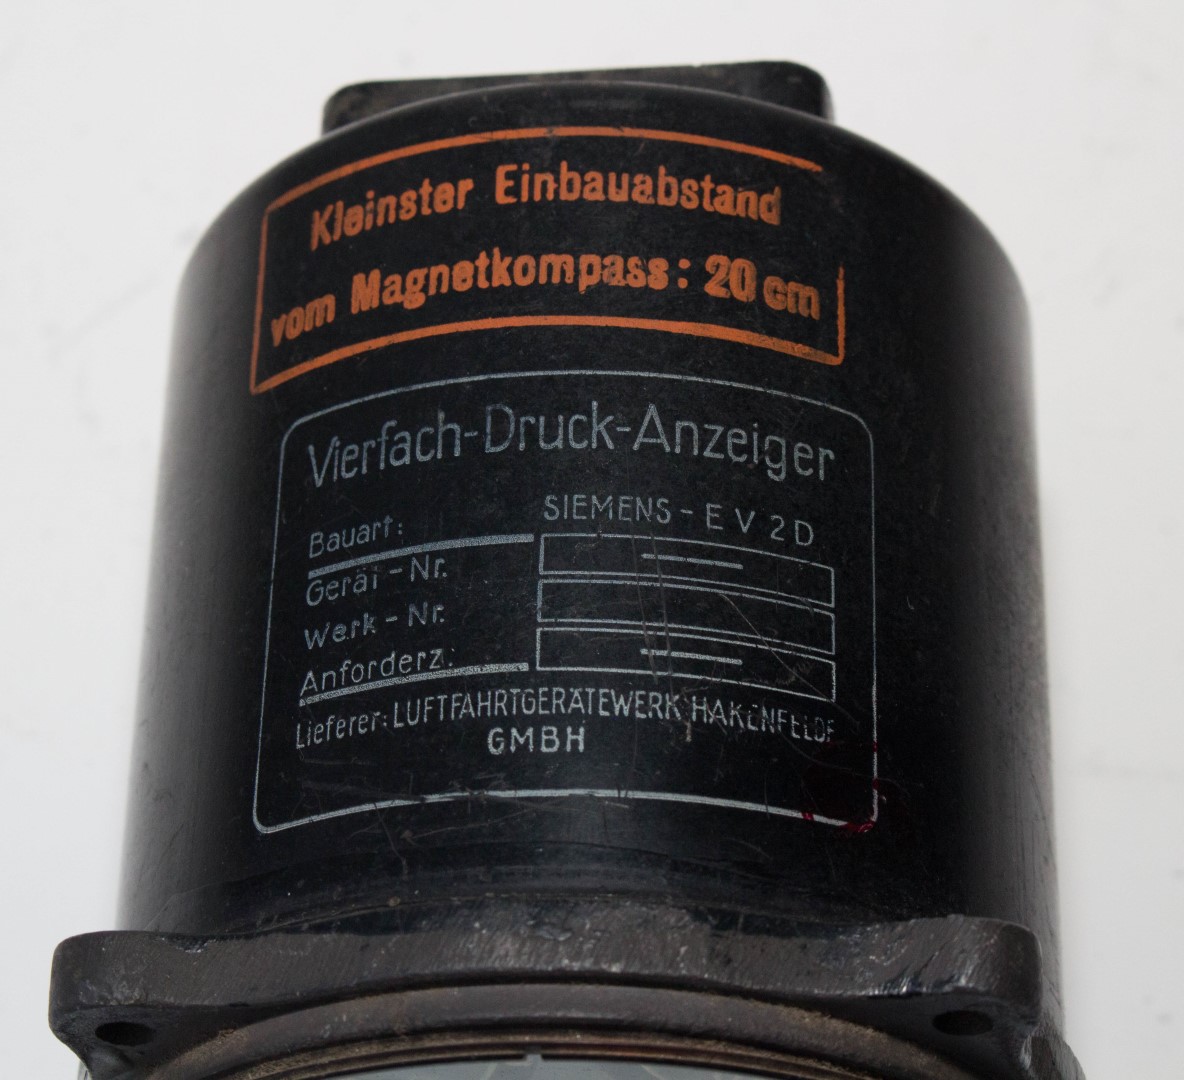 Kleinster Einbauabstand
vom Magnetkompass: 20 cm
Vierfach-Druck-Anzeiger
Bauart: SIEMENS - E V 2 D
Gerät - Nr.
Werk - Nr.
Anforderz.:
Lieferer: LUFTFAHRTGERÄTEWERK HAKENFELDE
GMBH